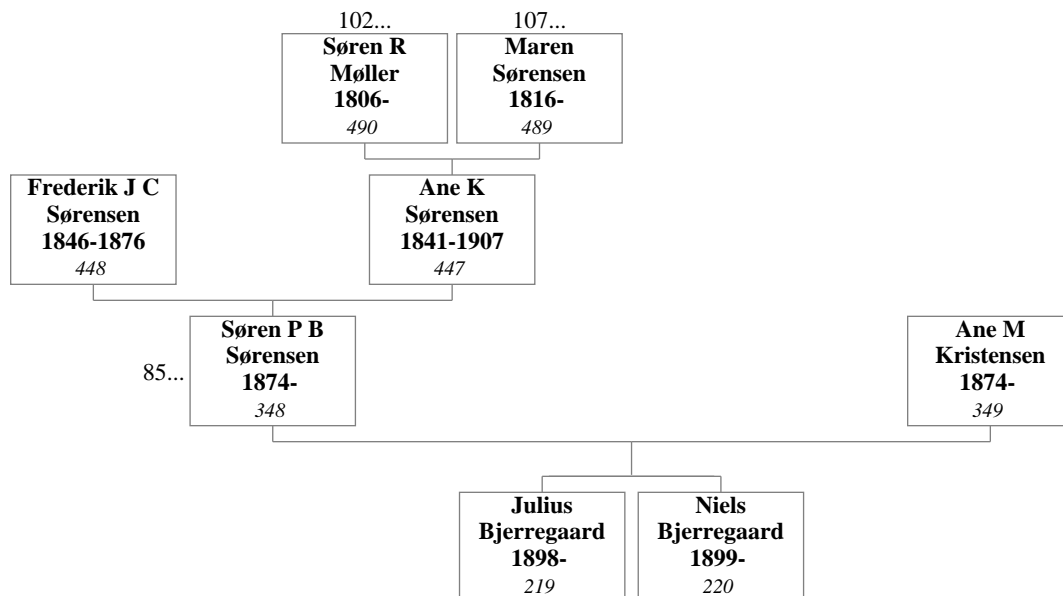 102...
107...
Søren R
Møller
1806-
490
Maren
Sørensen
1816-
489
Frederik J C
Sørensen
1846-1876
448
Ane K
Sørensen
1841-1907
447
85...
Søren P B
Sørensen
1874-
348
Ane M
Kristensen
1874-
349
Julius
Bjerregaard
1898-
219
Niels
Bjerregaard
1899-
220